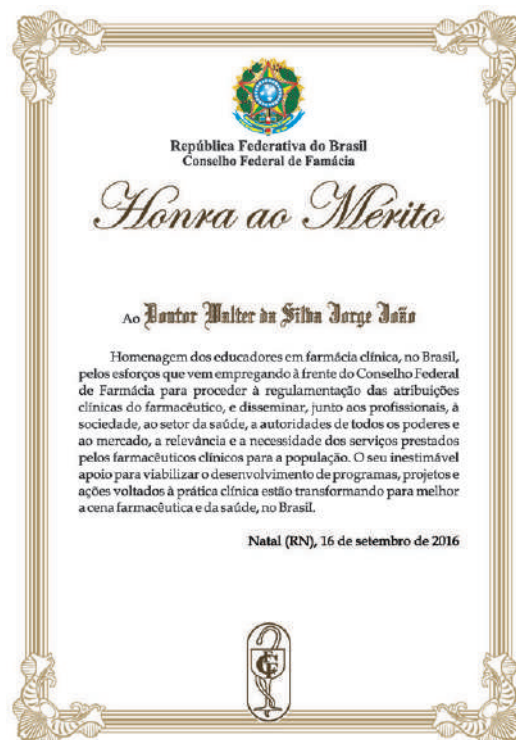 República Federativa do Brasil
Conselho Federal de Famácia
Honra ao Mérito
Ao Doutor Walter da Silva Jorge João
Homenagem dos educadores em farmácia clínica, no Brasil,
pelos esforços que vem empregando à frente do Conselho Federal
de Farmácia para proceder à regulamentação das atribuições
clínicas do farmacêutico, e disseminar, junto aos profissionais, à
sociedade, ao setor da saúde, a autoridades de todos os poderes e
ao mercado, a relevância e a necessidade dos serviços prestados
pelos farmacêuticos clínicos para a população. O seu inestimável
apoio para viabilizar o desenvolvimento de programas, projetos e
ações voltados à prática clínica estão transformando para melhor
a cena farmacêutica e da saúde, no Brasil.
Natal (RN), 16 de setembro de 2016
CFF